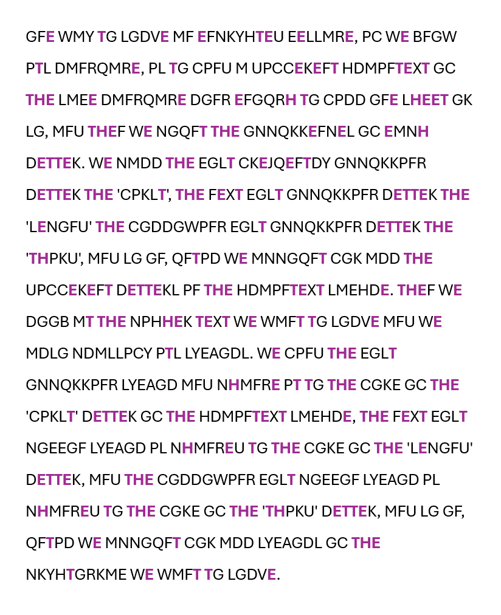 GFE WMY TG LGDVE MF EFNKYHTEU EELLMRE, PC WE BFGW
PTL DMFRQMRE, PL TG CPFU M UPCCEKEFT HDMPFTEXT GC
THE LMEE DMFRQMRE DGFR EFGQRH TG CPDD GFE LHEET GK
LG, MFU THEF WE NGQFT THE GNNQKKEFNEL GC EMNH
DETTEK. WE NMDD THE EGLT CKEJQEFTDY GNNQKKPFR
DETTEK THE 'CPKLT', THE FEXT EGLT GNNQKKPFR DETTEK THE
'LENGFU' THE CGDDGWPFR EGLT GNNQKKPFR DETTEK THE
'THPKU', MFU LG GF, QFTPD WE MNNGQFT CGK MDD THE
UPCCEKEFT DETTEKL PF THE HDMPFTEXT LMEHDE. THEF WE
DGGB MT THE NPHHEK TEXT WE WMFT TG LGDVE MFU WE
MDLG NDMLLPCY PTL LYEAGDL. WE CPFU THE EGLT
GNNQKKPFR LYEAGD MFU NHMFRE PT TG THE CGKE GC THE
'CPKLT' DETTEK GC THE HDMPFTEXT LMEHDE, THE FEXT EGLT
NGEEGF LYEAGD PL NHMFREU TG THE CGKE GC THE 'LENGFU'
DETTEK, MFU THE CGDDGWPFR EGLT NGEEGF LYEAGD PL
NHMFREU TG THE CGKE GC THE 'THPKU' DETTEK, MFU LG GF,
QFTPD WE MNNGQFT CGK MDD LYEAGDL GC THE
NKYHTGRKME WE WMFT TG LGDVE.